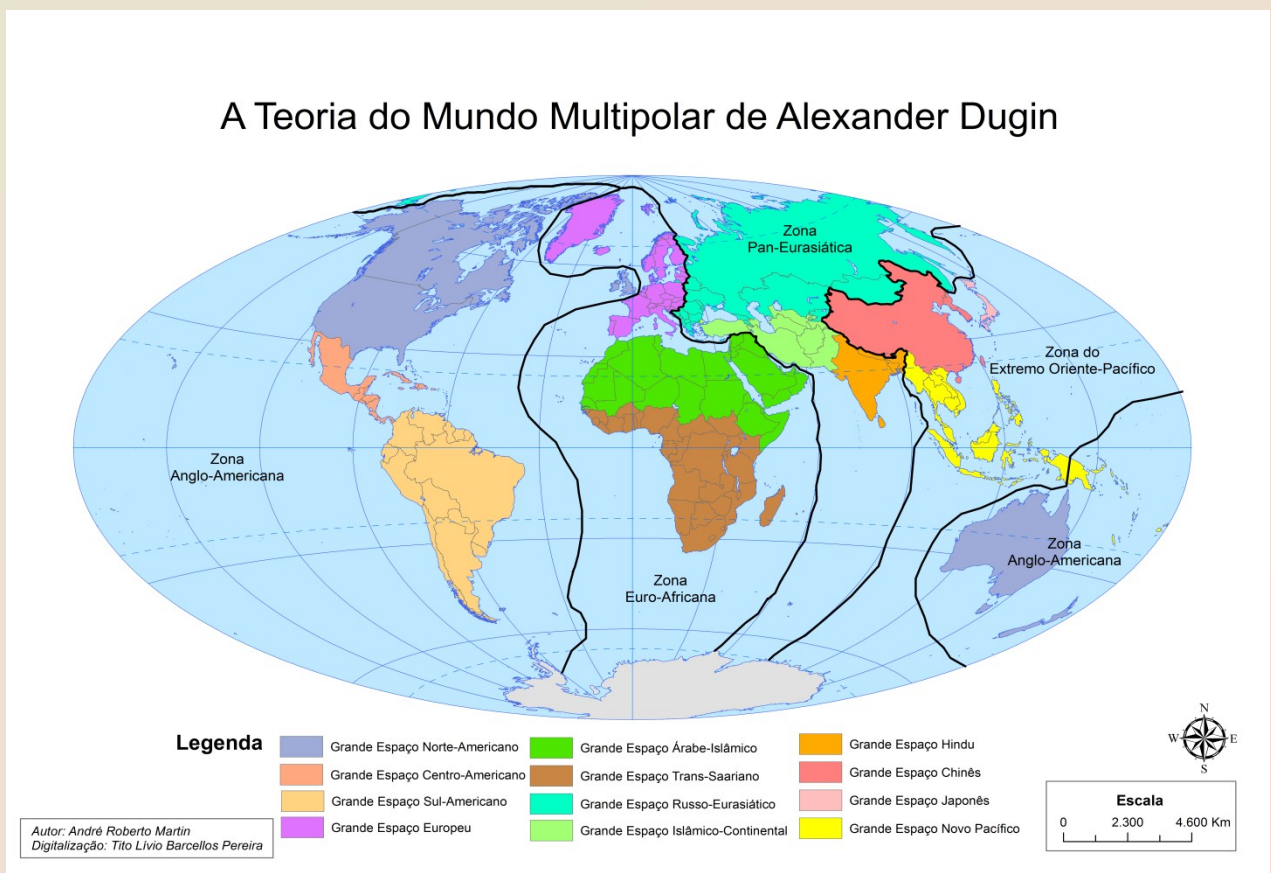 A Teoria do Mundo Multipolar de Alexander Dugin
Zona
Pan-Eurasiática
Zona do
Extremo Oriente-Pacífico
Zona
Anglo-Americana
Zona
Euro-Africana
Zona
Anglo-Americana
Legenda
Grande Espaço Norte-Americano
Grande Espaço Centro-Americano
Grande Espaço Sul-Americano
Grande Espaço Europeu
Grande Espaço Árabe-Islâmico
Grande Espaço Trans-Saariano
Grande Espaço Russo-Eurasiático
Grande Espaço Islâmico-Continental
Grande Espaço Hindu
Grande Espaço Chinês
Grande Espaço Japonês
Grande Espaço Novo Pacífico
N
W E
S
Escala
0 2.300 4.600 Km
Autor: André Roberto Martin
Digitalização: Tito Lívio Barcellos Pereira